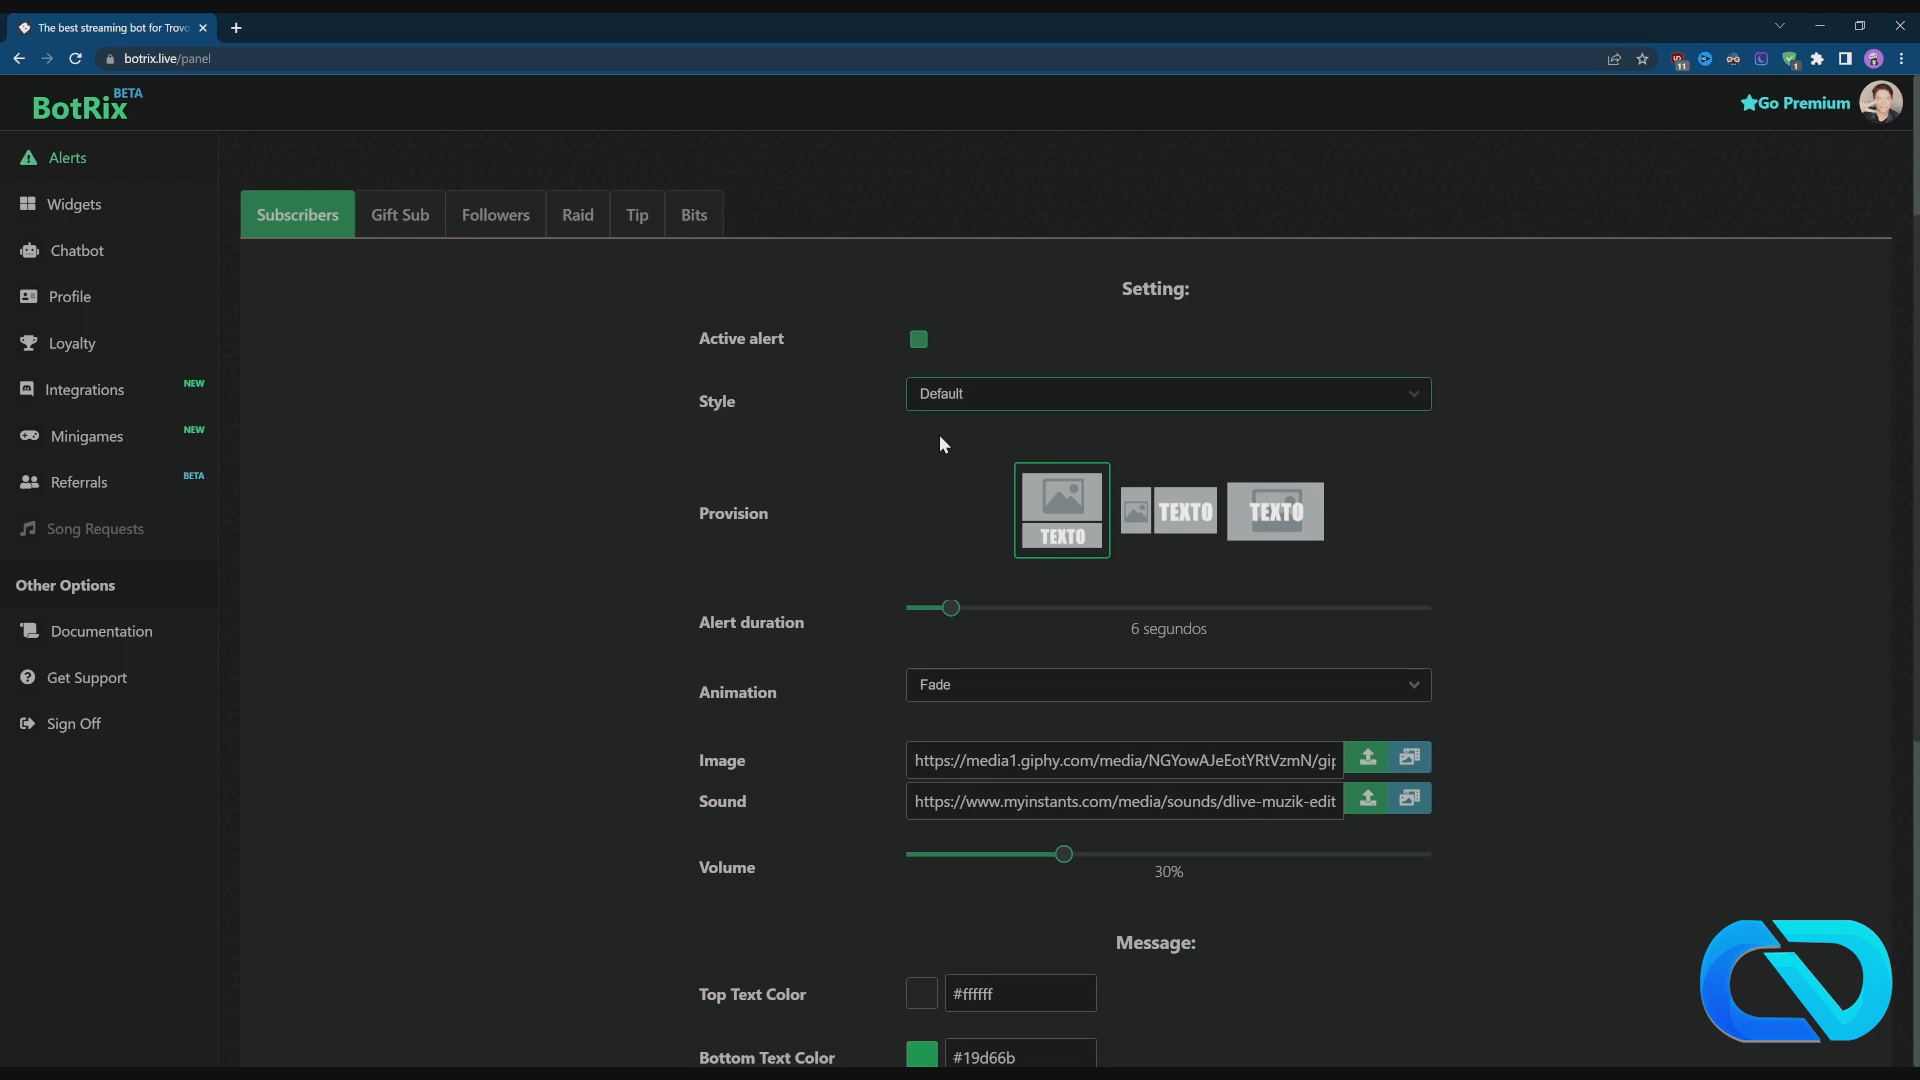 The best streaming bot for Trovo
botrix.live/panel
11
1
BotRix BETA
Go Premium
Alerts
Widgets
Chatbot
Profile
Loyalty
Integrations NEW
Minigames NEW
Referrals BETA
Song Requests
Other Options
Documentation
Get Support
Sign Off
Subscribers Gift Sub Followers Raid Tip Bits
Setting:
Active alert
Style Default
Provision TEXTO TEXTO TEXTO
Alert duration
6 segundos
Animation Fade
Image https://media1.giphy.com/media/NGYowAJeEotYRtVzmN/gip
Sound https://www.myinstants.com/media/sounds/dlive-muzik-edit
Volume
30%
Message:
Top Text Color #ffffff
Bottom Text Color #19d66b